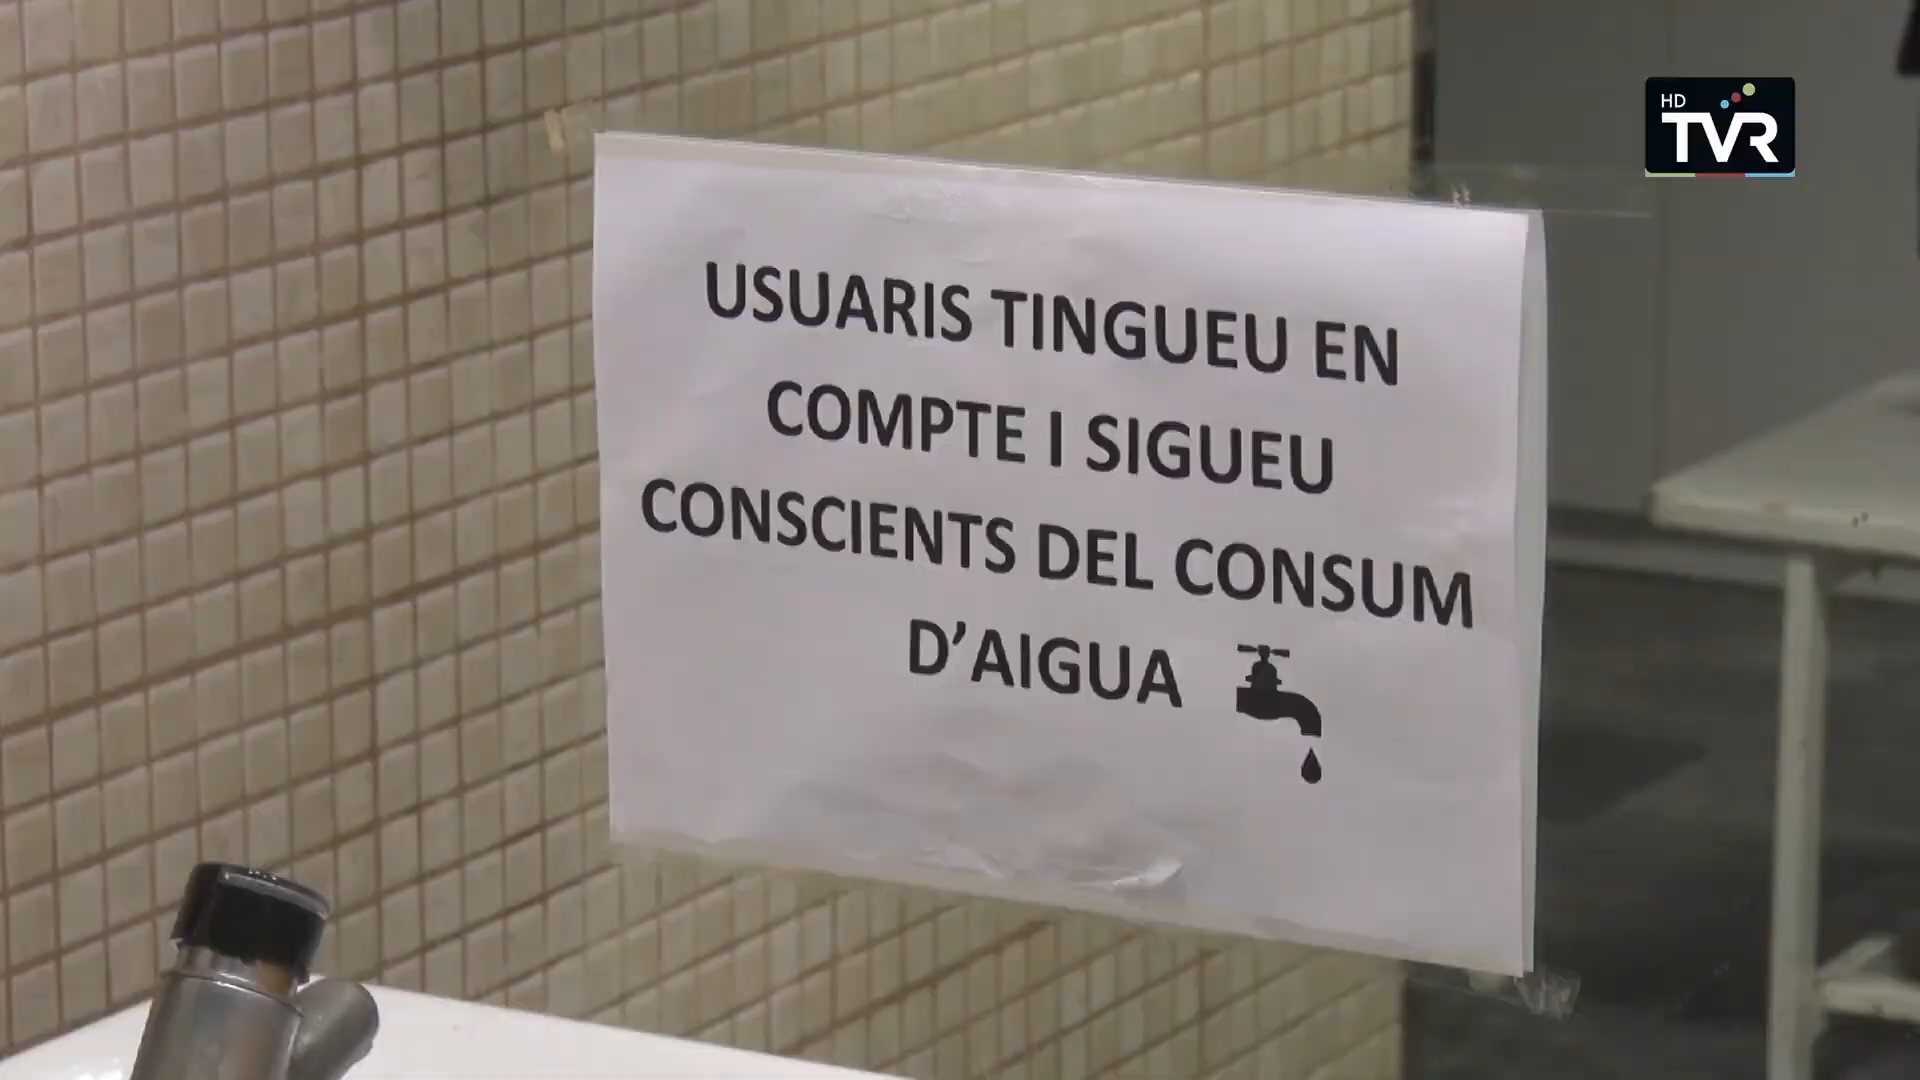 HD
TVR
USUARIS TINGUEU EN
COMPTE I SIGUEU
CONSCIENTS DEL CONSUM
D’AIGUA